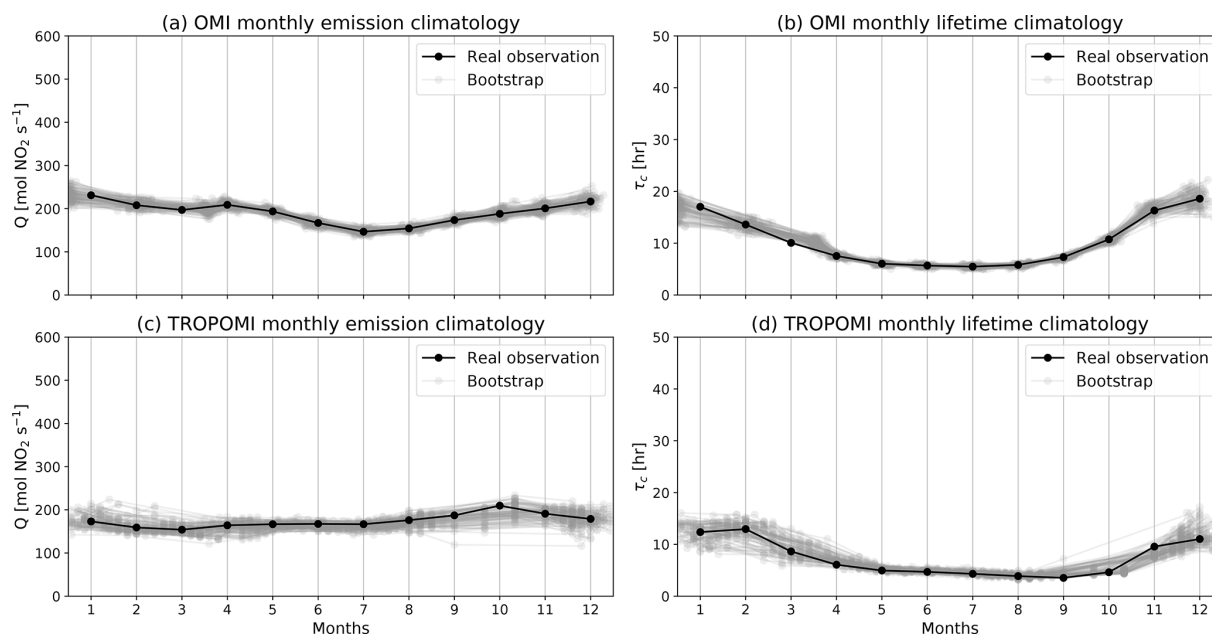 (a) OMI monthly emission climatology
600
500
400
300
200
100
0
Q [mol NO₂ s⁻¹]
Real observation
Bootstrap
(b) OMI monthly lifetime climatology
50
40
30
20
10
0
τc [hr]
Real observation
Bootstrap
(c) TROPOMI monthly emission climatology
600
500
400
300
200
100
0
Q [mol NO₂ s⁻¹]
Real observation
Bootstrap
1 2 3 4 5 6 7 8 9 10 11 12
Months
(d) TROPOMI monthly lifetime climatology
50
40
30
20
10
0
τc [hr]
Real observation
Bootstrap
1 2 3 4 5 6 7 8 9 10 11 12
Months